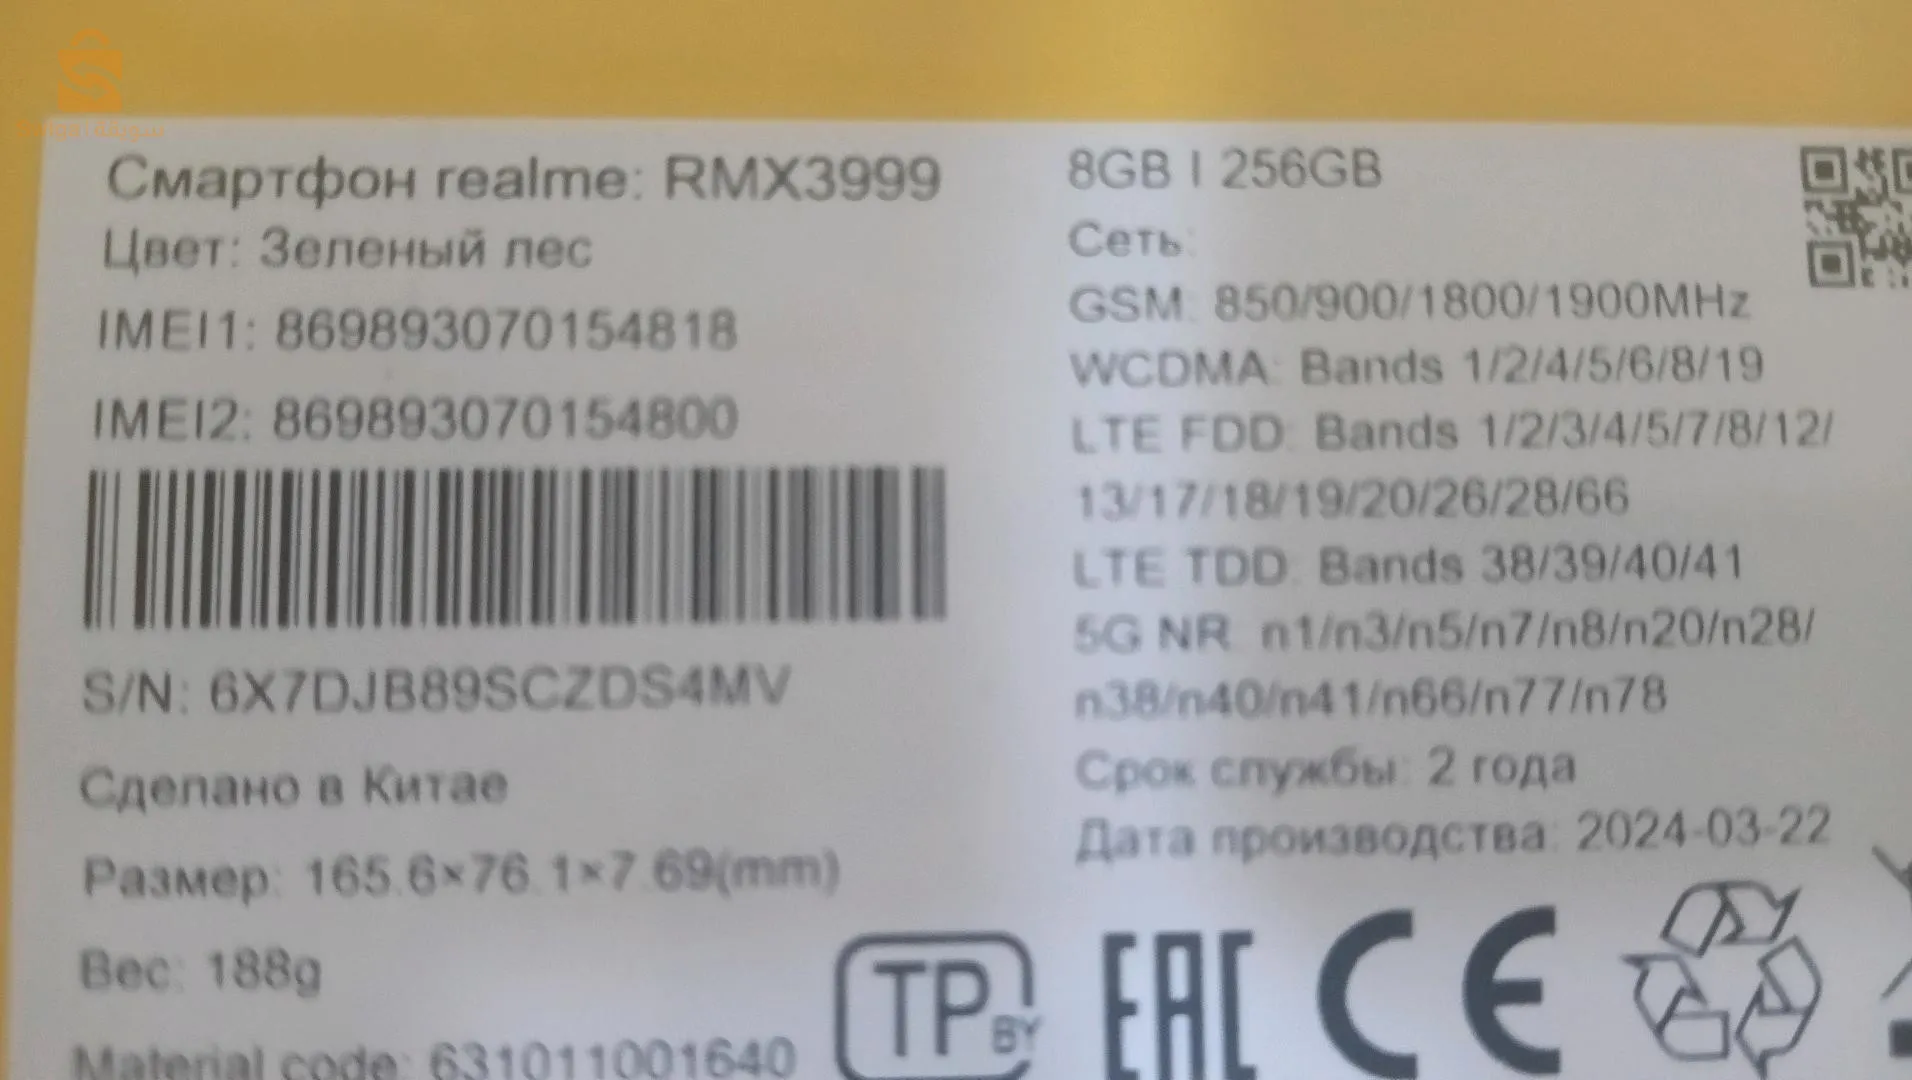 سويقة
Смартфон realme: RMX3999
Цвет: Зеленый лес
IMEI1: 869893070154818
IMEI2: 869893070154800
S/N: 6X7DJB89SCZDS4MV
Сделано в Китае
Размер: 165.6×76.1×7.69(mm)
Вес: 188g
Material code: 631011001640
8GB | 256GB
Сеть:
GSM: 850/900/1800/1900MHz
WCDMA: Bands 1/2/4/5/6/8/19
LTE FDD: Bands 1/2/3/4/5/7/8/12/
13/17/18/19/20/26/28/66
LTE TDD: Bands 38/39/40/41
5G NR: n1/n3/n5/n7/n8/n20/n28/
n38/n40/n41/n66/n77/n78
Срок службы: 2 года
Дата производства: 2024-03-22
TP BY
EAC CE